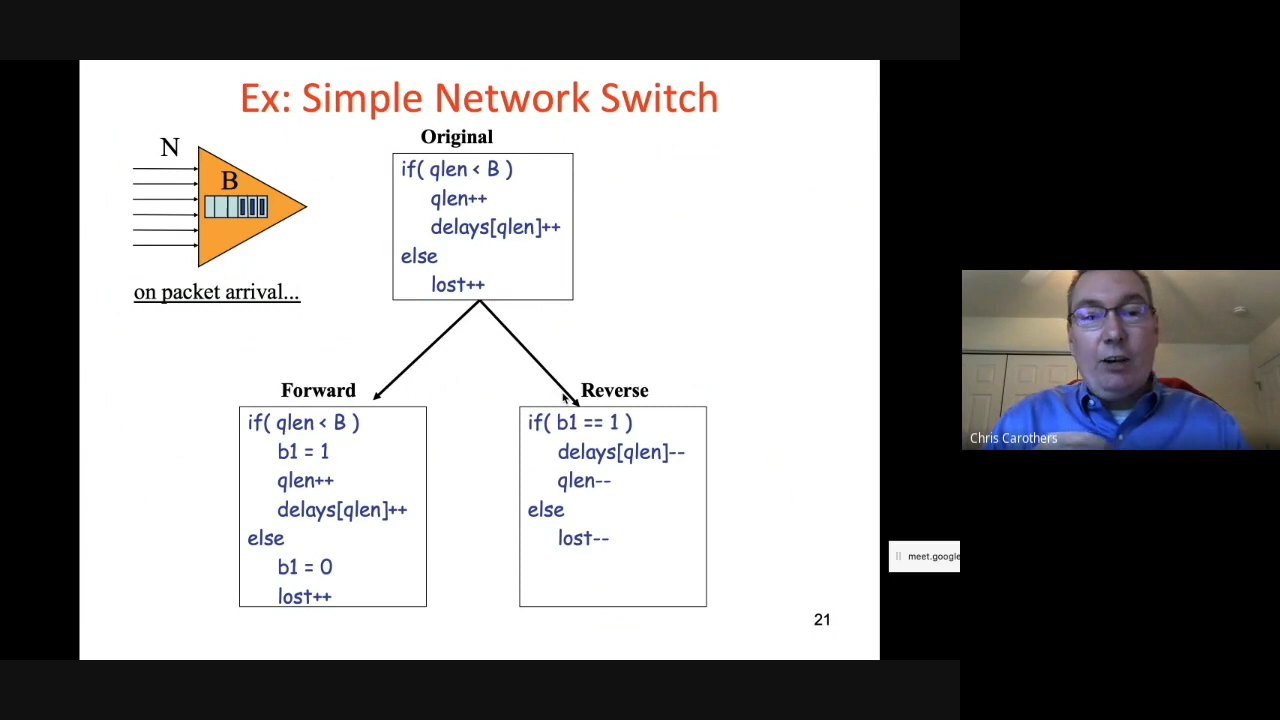 Ex: Simple Network Switch
N
B
on packet arrival...
Original
if( qlen < B )
qlen++
delays[qlen]++
else
lost++
Forward
if( qlen < B )
b1 = 1
qlen++
delays[qlen]++
else
b1 = 0
lost++
Reverse
if( b1 == 1 )
delays[qlen]--
qlen--
else
lost--
21
Chris Carothers
meet.google